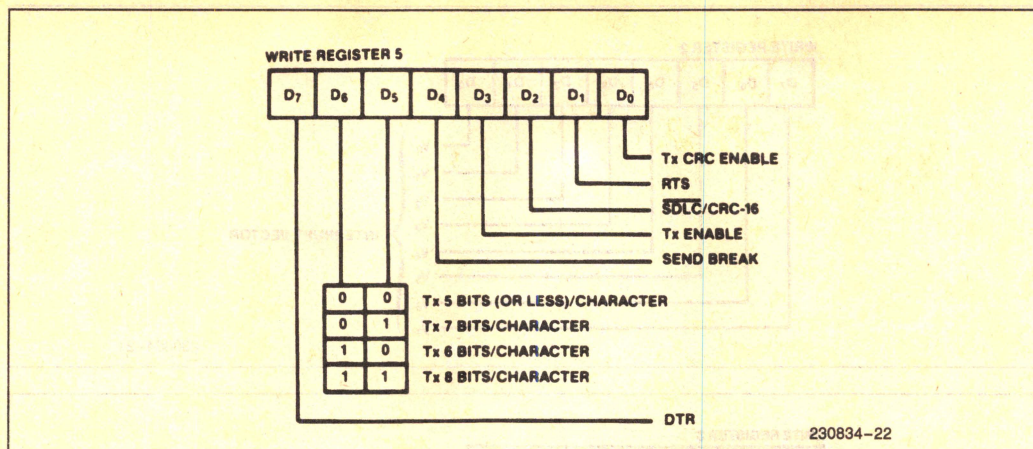 WRITE REGISTER 5
D7 D6 D5 D4 D3 D2 D1 D0
Tx CRC ENABLE
RTS
SDLC/CRC-16
Tx ENABLE
SEND BREAK
0 0 Tx 5 BITS (OR LESS)/CHARACTER
0 1 Tx 7 BITS/CHARACTER
1 0 Tx 6 BITS/CHARACTER
1 1 Tx 8 BITS/CHARACTER
DTR
230834-22